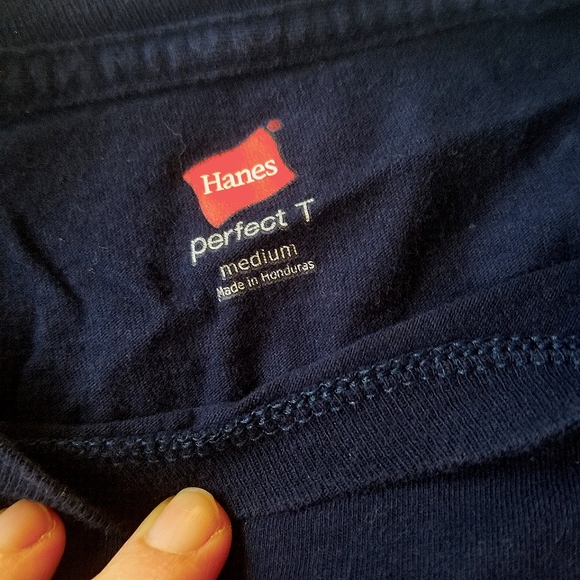 Hanes®
perfect T
medium
Made in Honduras